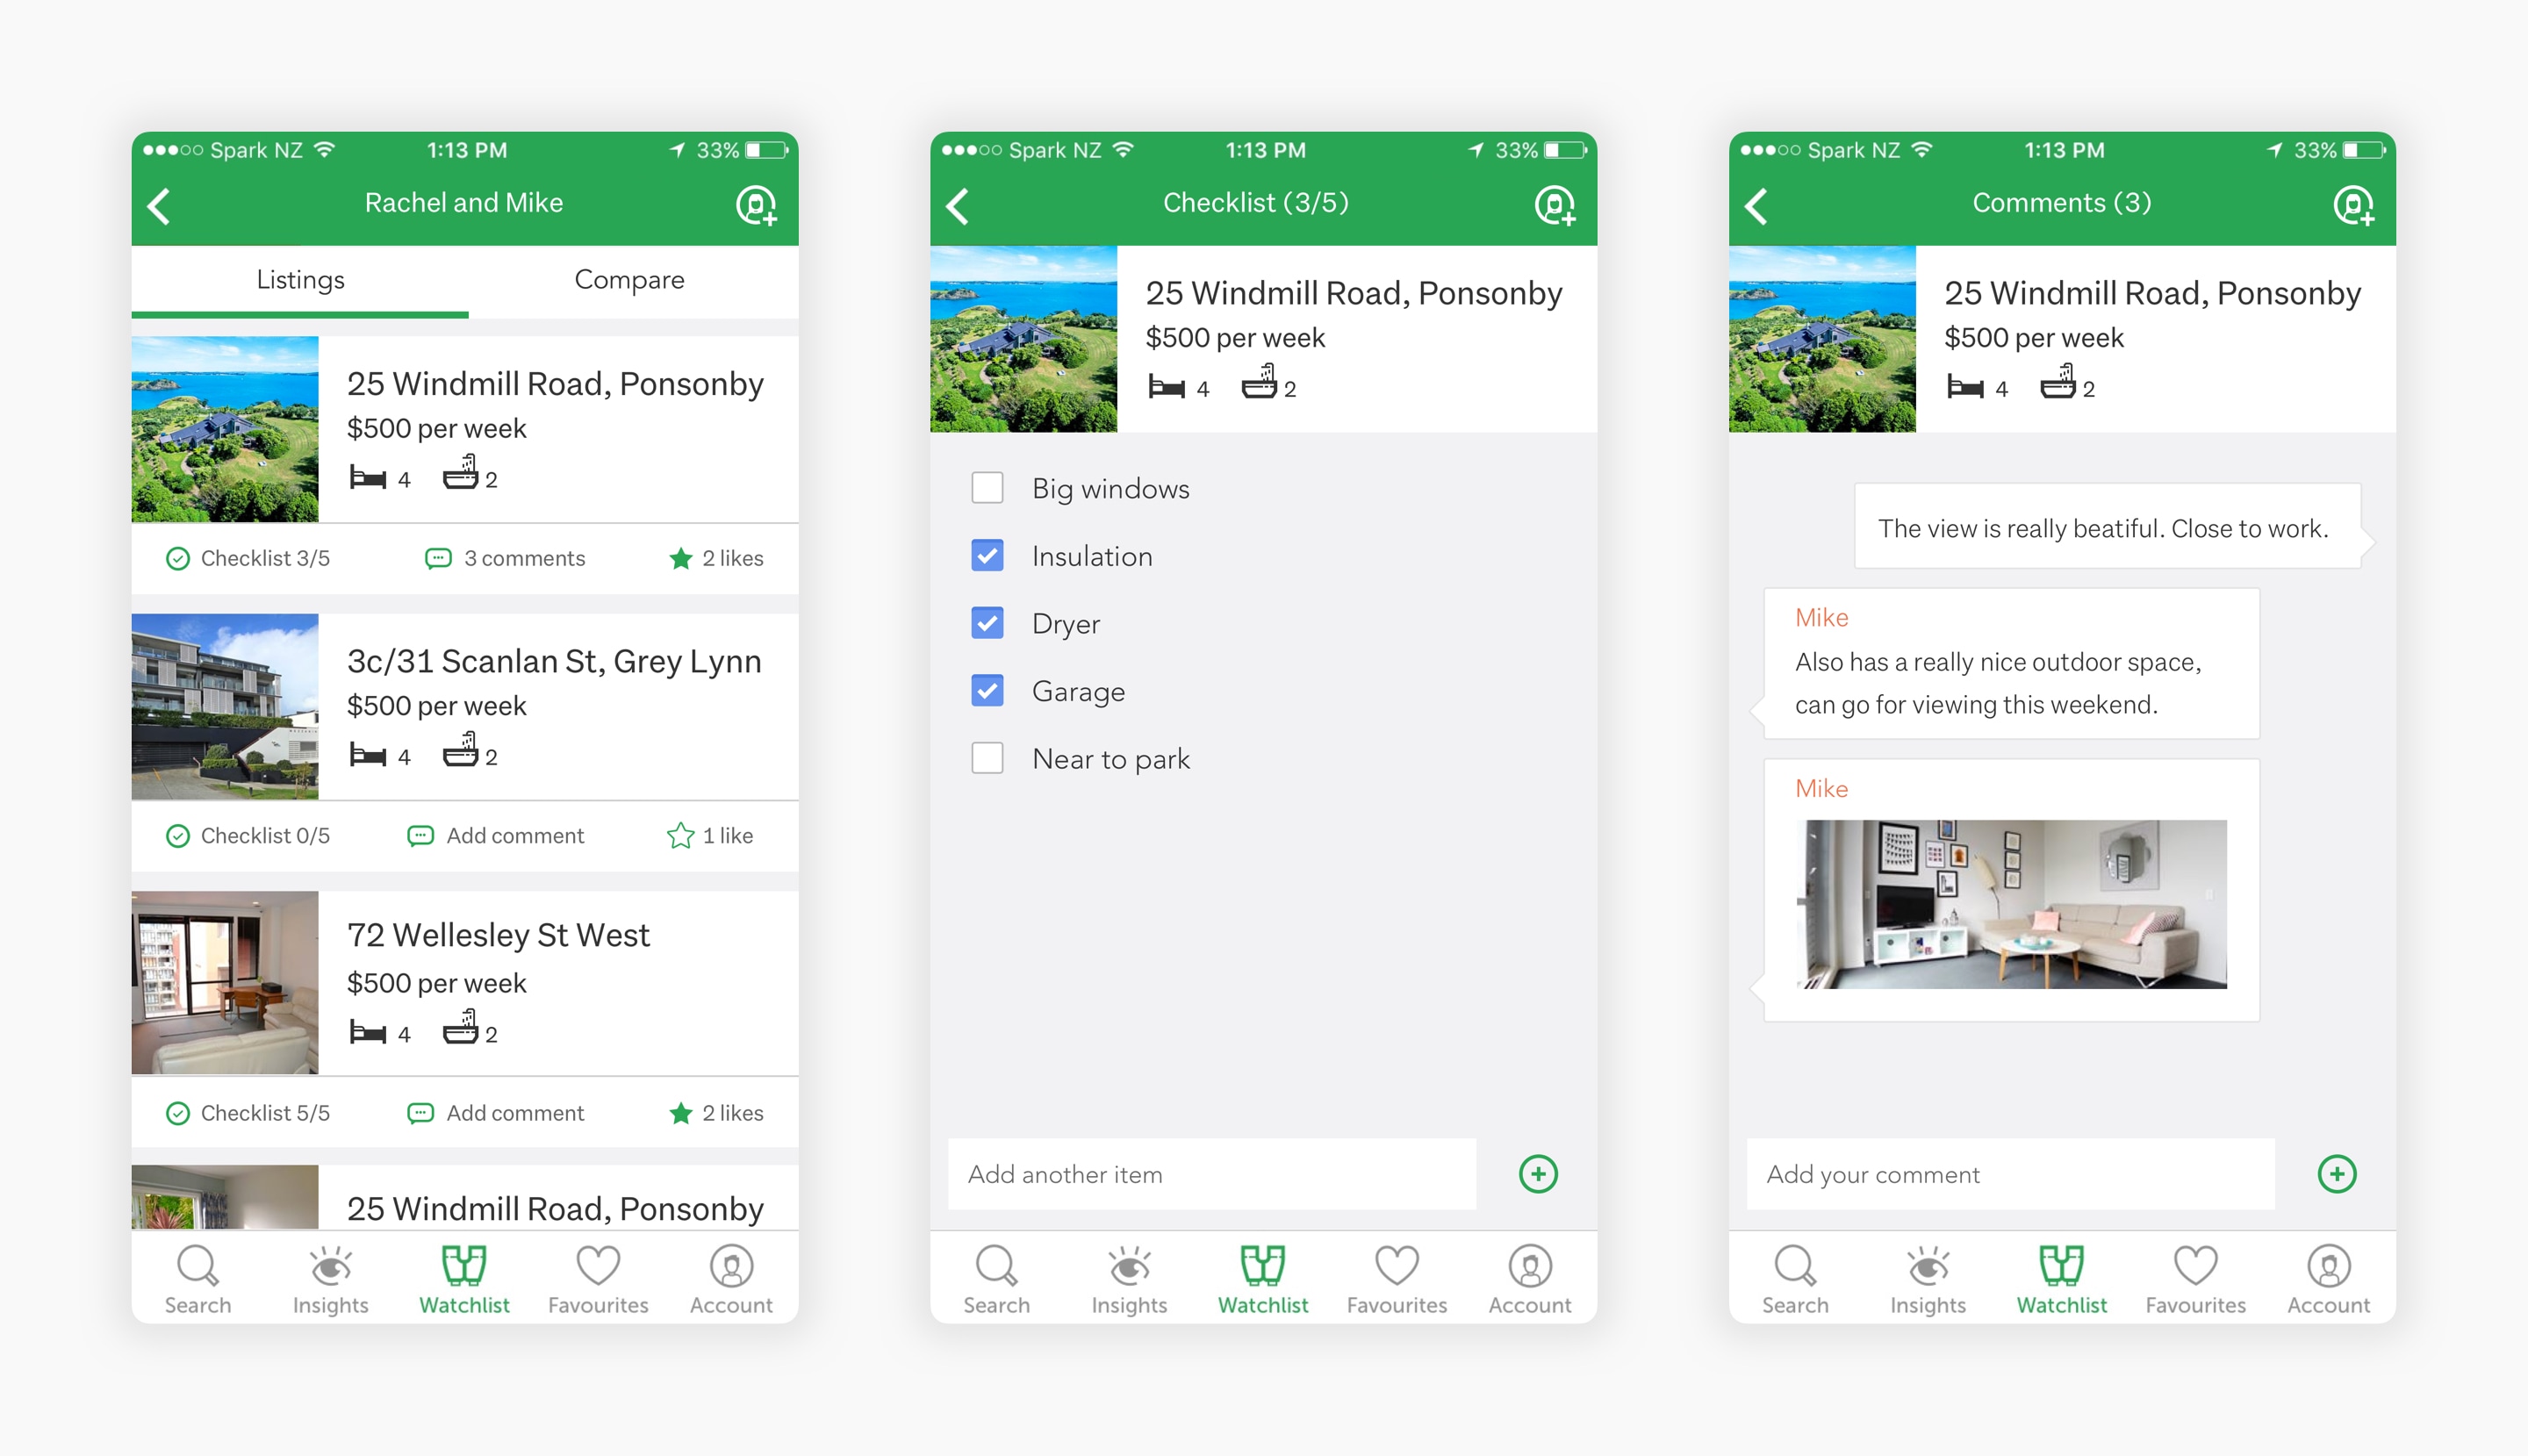 Spark NZ 1:13 PM 33%
Rachel and Mike
Listings Compare
25 Windmill Road, Ponsonby
$500 per week
4 2
Checklist 3/5 3 comments 2 likes
3c/31 Scanlan St, Grey Lynn
$500 per week
4 2
Checklist 0/5 Add comment 1 like
72 Wellesley St West
$500 per week
4 2
Checklist 5/5 Add comment 2 likes
25 Windmill Road, Ponsonby
Search Insights Watchlist Favourites Account
Spark NZ 1:13 PM 33%
Checklist (3/5)
25 Windmill Road, Ponsonby
$500 per week
4 2
Big windows
Insulation
Dryer
Garage
Near to park
Add another item
Search Insights Watchlist Favourites Account
Spark NZ 1:13 PM 33%
Comments (3)
25 Windmill Road, Ponsonby
$500 per week
4 2
The view is really beatiful. Close to work.
Mike
Also has a really nice outdoor space,
can go for viewing this weekend.
Mike
Add your comment
Search Insights Watchlist Favourites Account